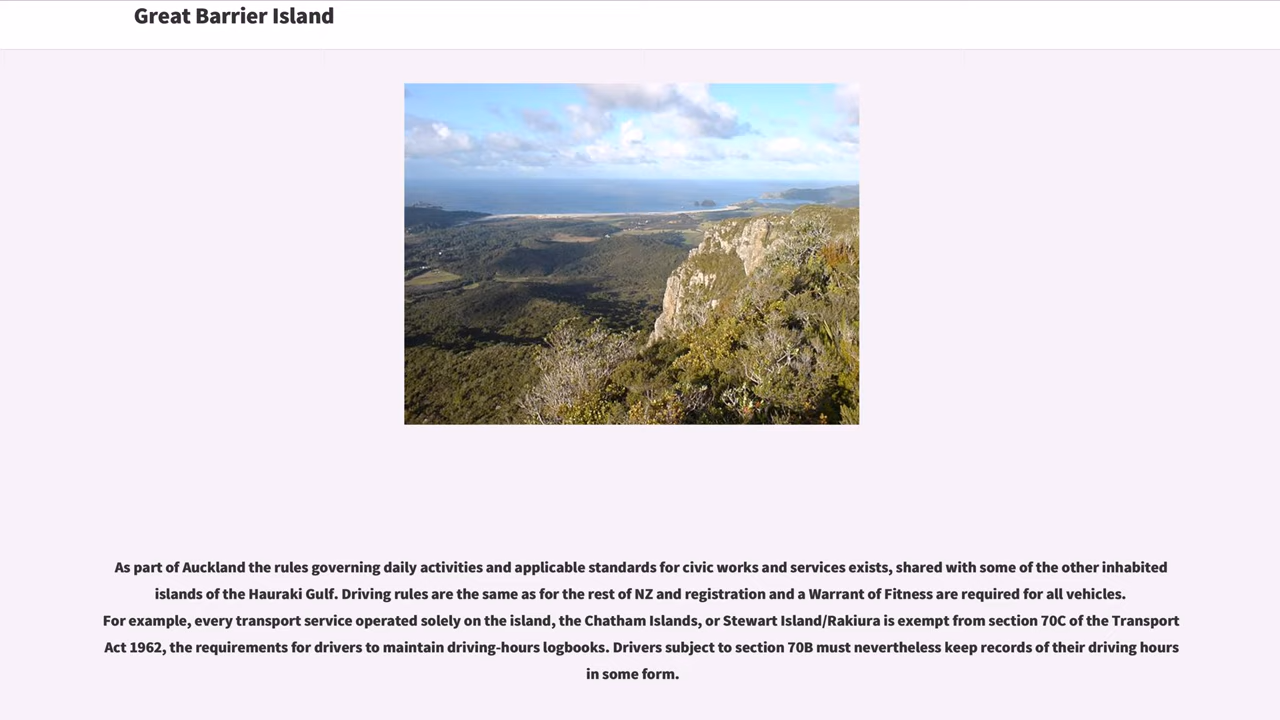 Great Barrier Island
As part of Auckland the rules governing daily activities and applicable standards for civic works and services exists, shared with some of the other inhabited
islands of the Hauraki Gulf. Driving rules are the same as for the rest of NZ and registration and a Warrant of Fitness are required for all vehicles.
For example, every transport service operated solely on the island, the Chatham Islands, or Stewart Island/Rakiura is exempt from section 70C of the Transport
Act 1962, the requirements for drivers to maintain driving-hours logbooks. Drivers subject to section 70B must nevertheless keep records of their driving hours
in some form.